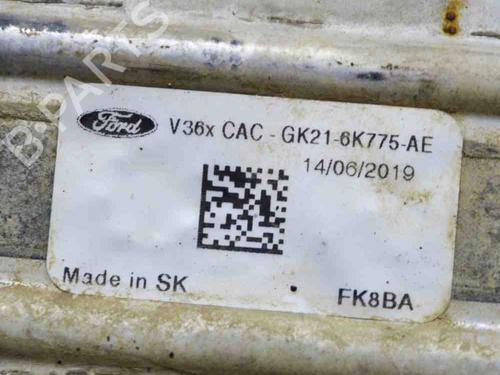 B-PARTS
Ford
V36x CAC - GK21-6K775-AE
14/06/2019
Made in SK
FK8BA